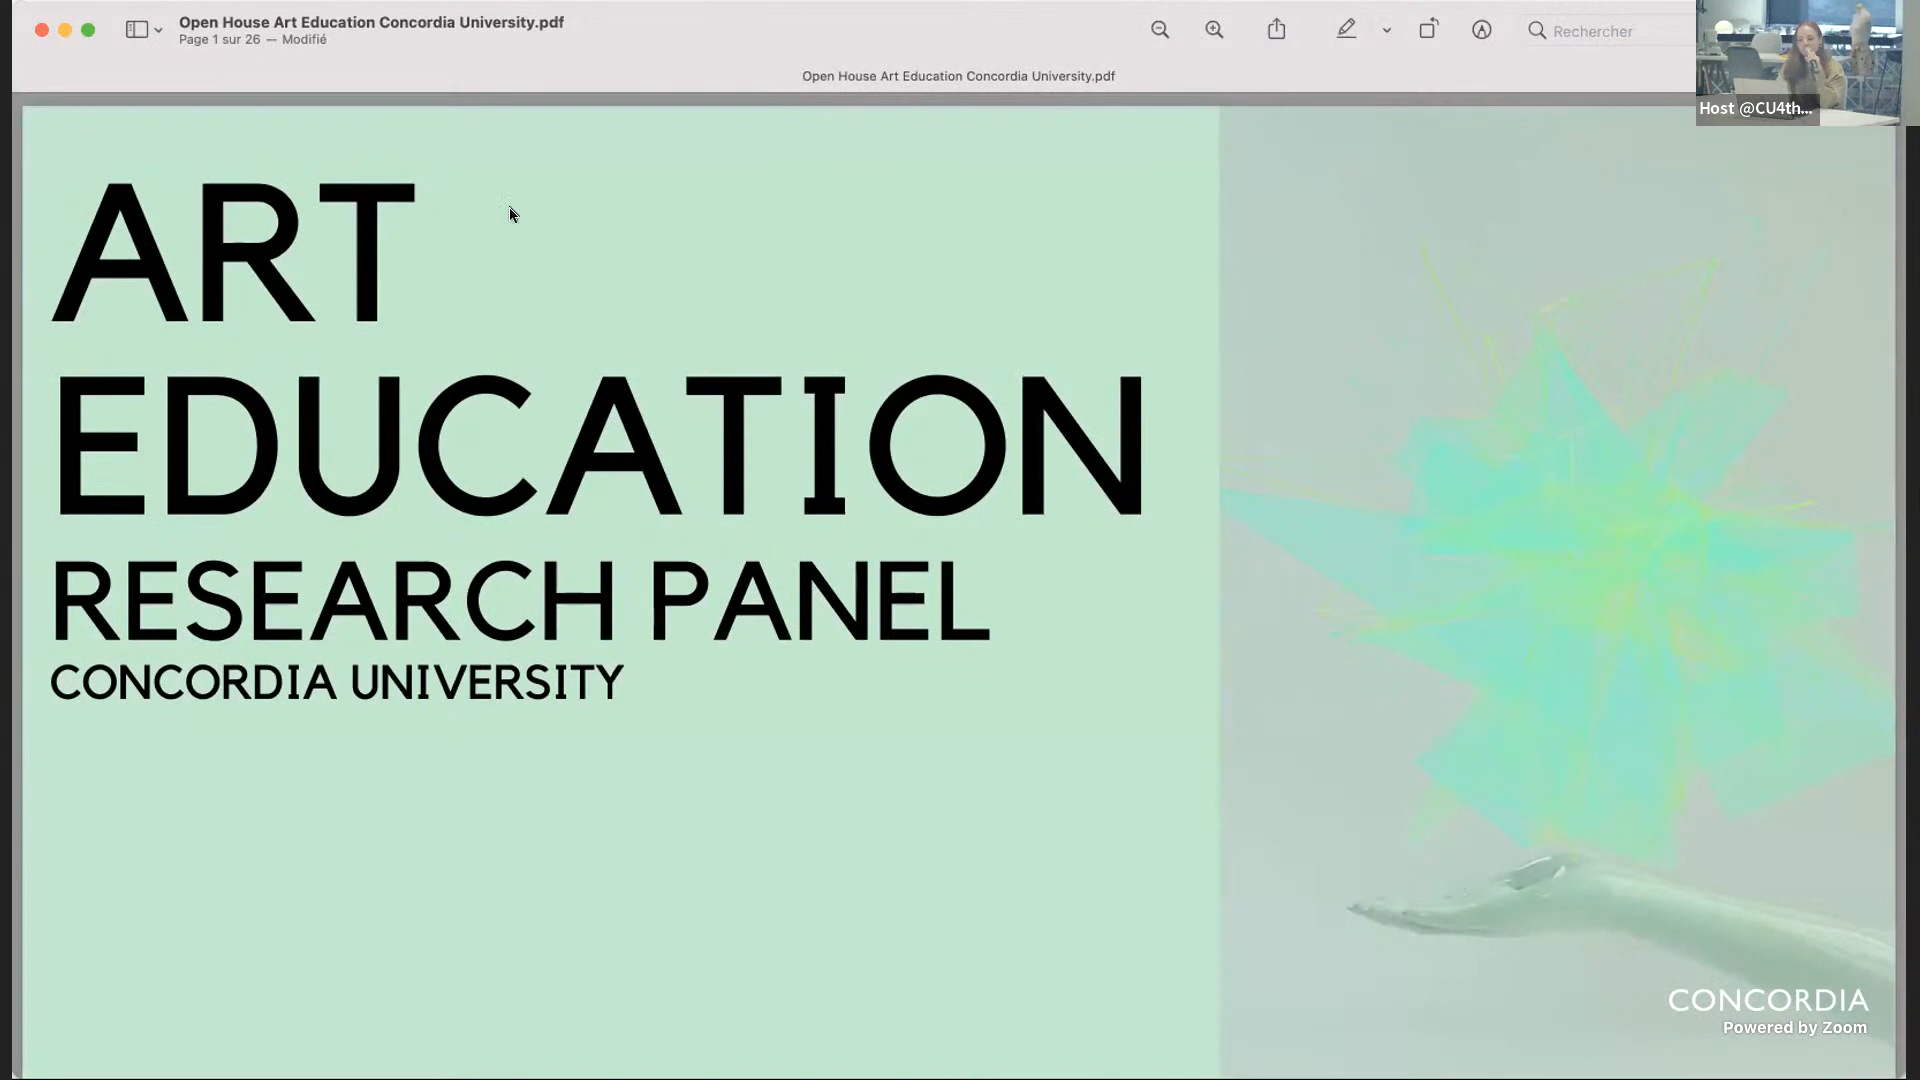 Open House Art Education Concordia University.pdf
Page 1 sur 26 — Modifié
Rechercher
Open House Art Education Concordia University.pdf
Host @CU4th...
ART
EDUCATION
RESEARCH PANEL
CONCORDIA UNIVERSITY
CONCORDIA
Powered by Zoom